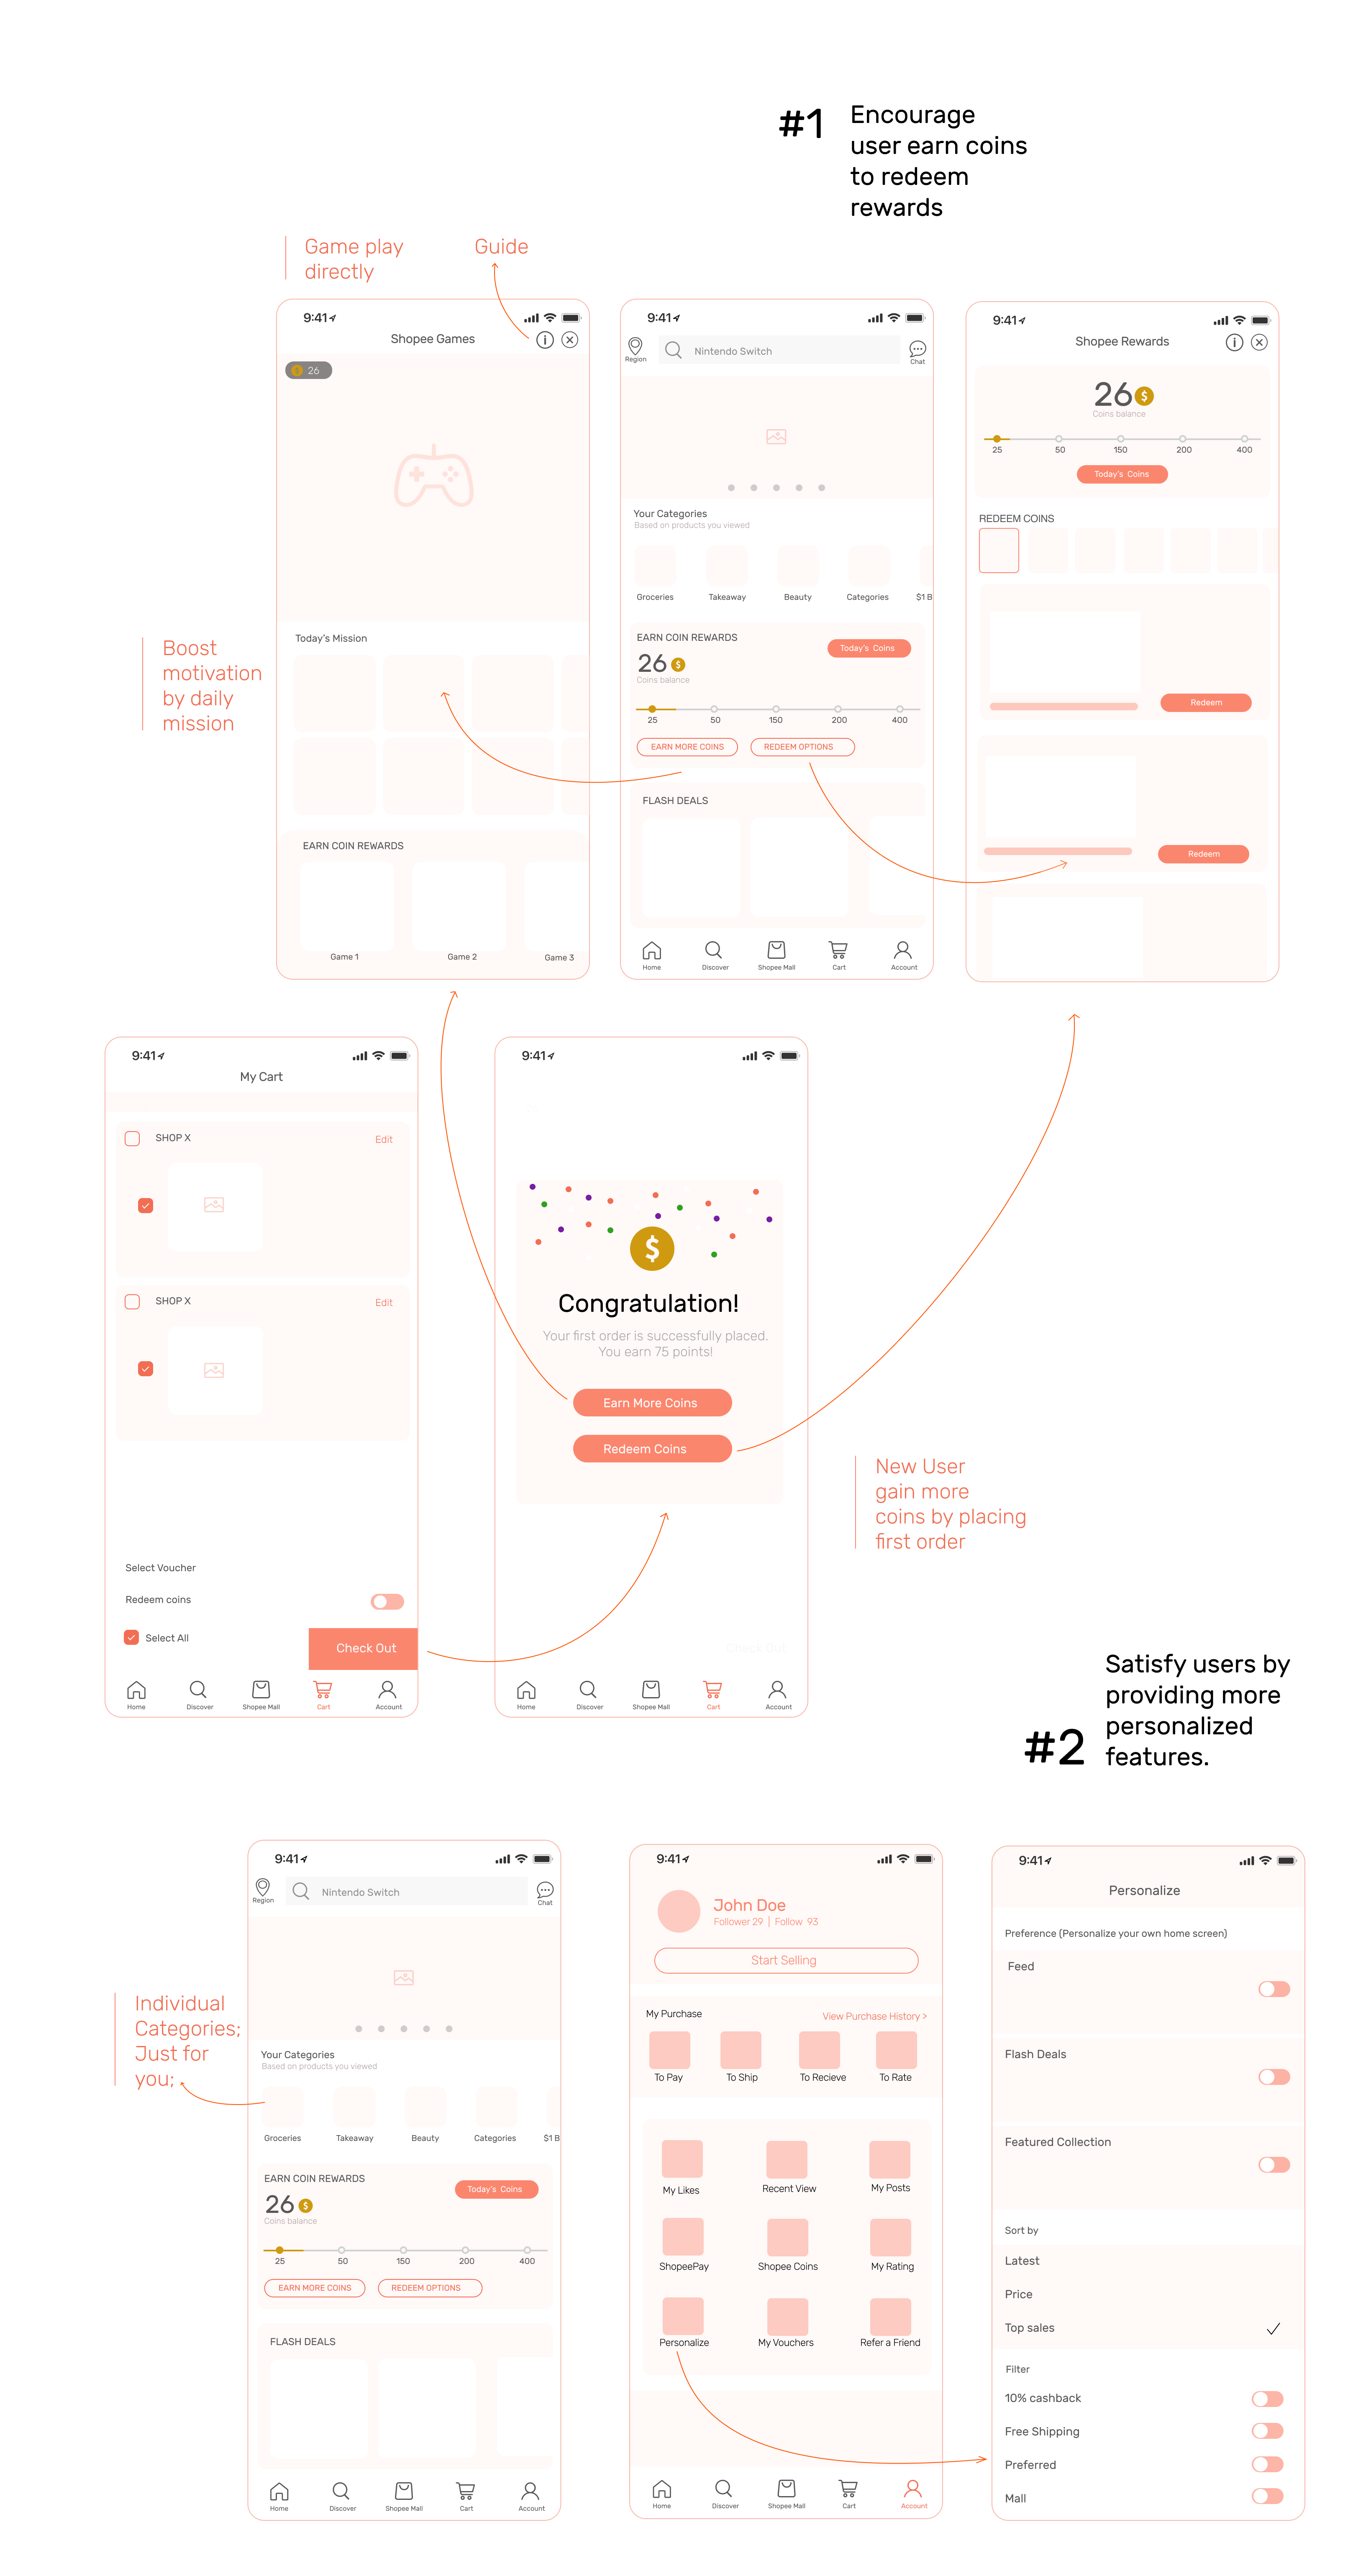 #1
Encourage
user earn coins
to redeem
rewards
Game play
directly
Guide
9:41
Shopee Games
26
Today's Mission
EARN COIN REWARDS
Game 1
Game 2
Game 3
Boost
motivation
by daily
mission
9:41
Region
Nintendo Switch
Chat
Your Categories
Based on products you viewed
Groceries
Takeaway
Beauty
Categories
$1 B
EARN COIN REWARDS
Today's Coins
26 $
Coins balance
25
50
150
200
400
EARN MORE COINS
REDEEM OPTIONS
FLASH DEALS
Home
Discover
Shopee Mall
Cart
Account
9:41
Shopee Rewards
26 $
Coins balance
25
50
150
200
400
Today's Coins
REDEEM COINS
Redeem
Redeem
9:41
My Cart
SHOP X
Edit
SHOP X
Edit
Select Voucher
Redeem coins
Select All
Check Out
Home
Discover
Shopee Mall
Cart
Account
9:41
$
Congratulation!
Your first order is successfully placed.
You earn 75 points!
Earn More Coins
Redeem Coins
Check Out
Home
Discover
Shopee Mall
Cart
Account
New User
gain more
coins by placing
first order
#2
Satisfy users by
providing more
personalized
features.
Individual
Categories;
Just for
you;
9:41
Region
Nintendo Switch
Chat
Your Categories
Based on products you viewed
Groceries
Takeaway
Beauty
Categories
$1 B
EARN COIN REWARDS
Today's Coins
26 $
Coins balance
25
50
150
200
400
EARN MORE COINS
REDEEM OPTIONS
FLASH DEALS
Home
Discover
Shopee Mall
Cart
Account
9:41
John Doe
Follower 29 | Follow 93
Start Selling
My Purchase
View Purchase History >
To Pay
To Ship
To Recieve
To Rate
My Likes
Recent View
My Posts
ShopeePay
Shopee Coins
My Rating
Personalize
My Vouchers
Refer a Friend
Home
Discover
Shopee Mall
Cart
Account
9:41
Personalize
Preference (Personalize your own home screen)
Feed
Flash Deals
Featured Collection
Sort by
Latest
Price
Top sales
Filter
10% cashback
Free Shipping
Preferred
Mall